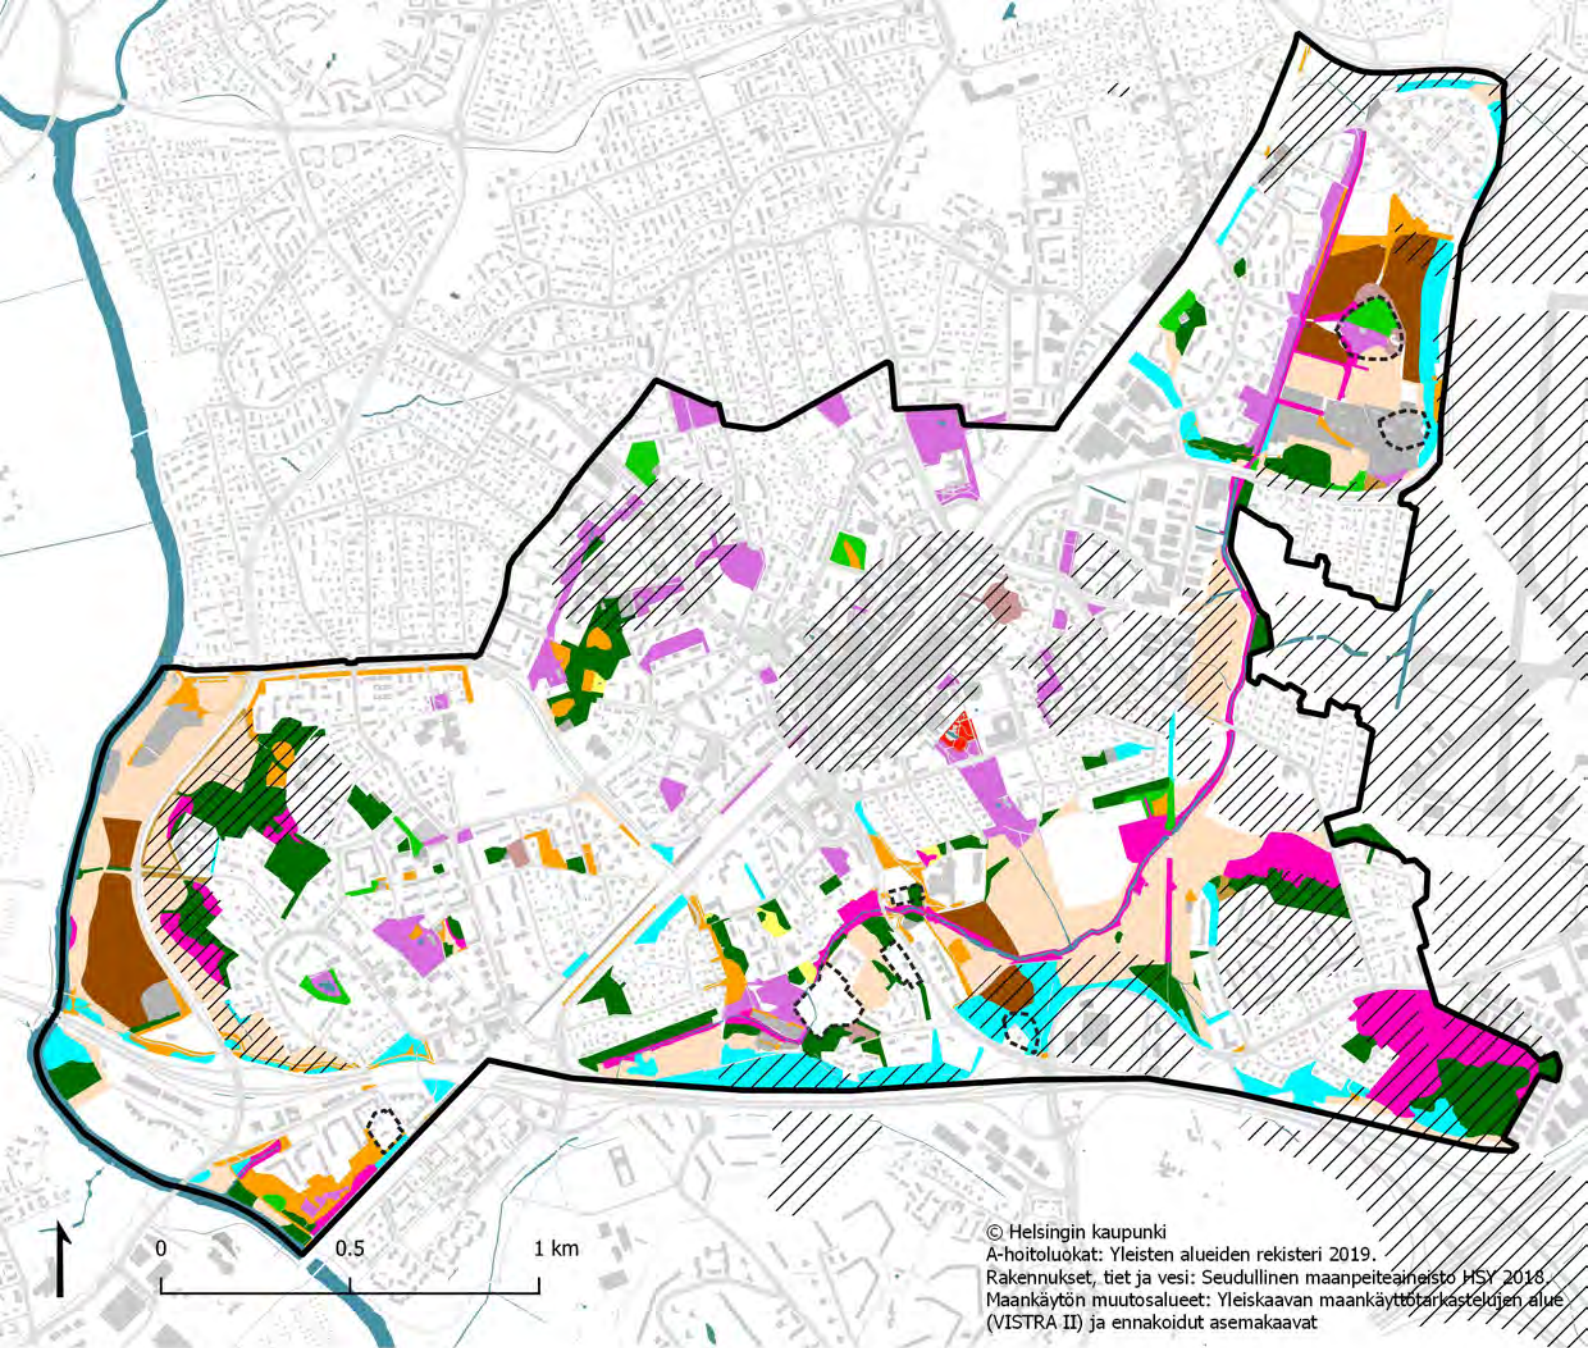 © Helsingin kaupunki
A-hoitoluokat: Yleisten alueiden rekisteri 2019.
Rakennukset, tiet ja vesi: Seudullinen maanpeiteaineisto HSY 2018.
Maankäytön muutosalueet: Yleiskaavan maankäyttötarkastelujen alue
(VISTRA II) ja ennakoidut asemakaavat
0 0.5 1 km